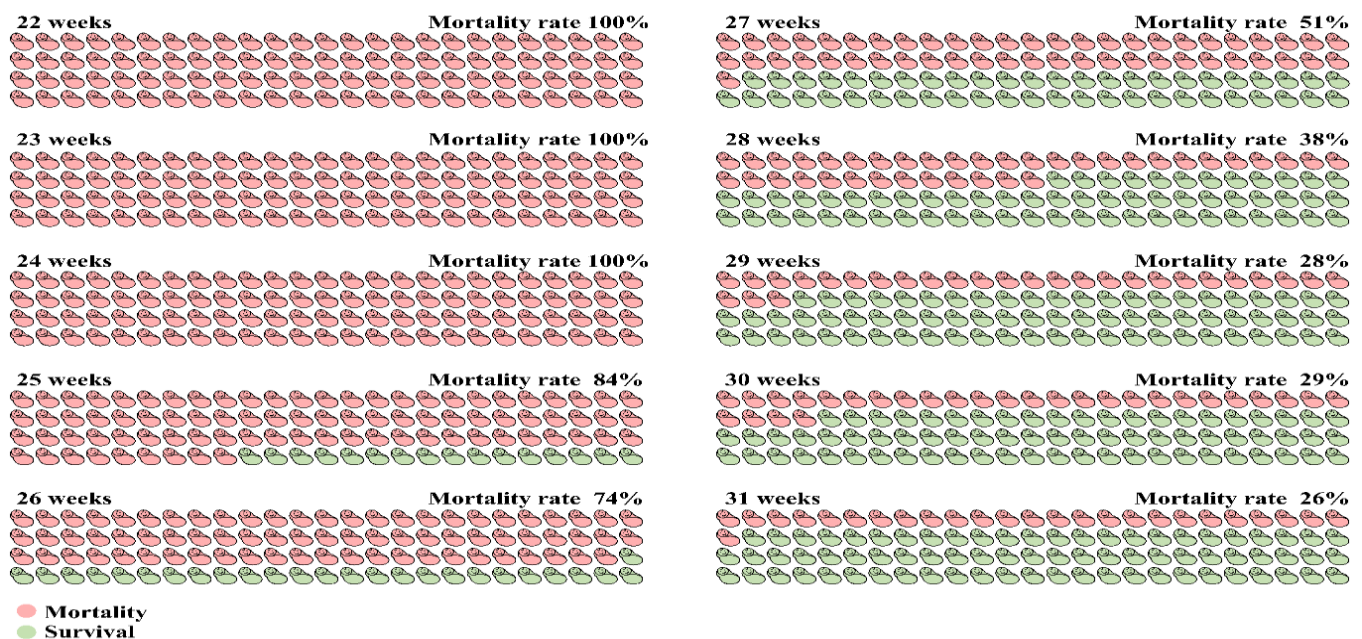 22 weeks Mortality rate 100%
23 weeks Mortality rate 100%
24 weeks Mortality rate 100%
25 weeks Mortality rate 84%
26 weeks Mortality rate 74%
27 weeks Mortality rate 51%
28 weeks Mortality rate 38%
29 weeks Mortality rate 28%
30 weeks Mortality rate 29%
31 weeks Mortality rate 26%
Mortality
Survival